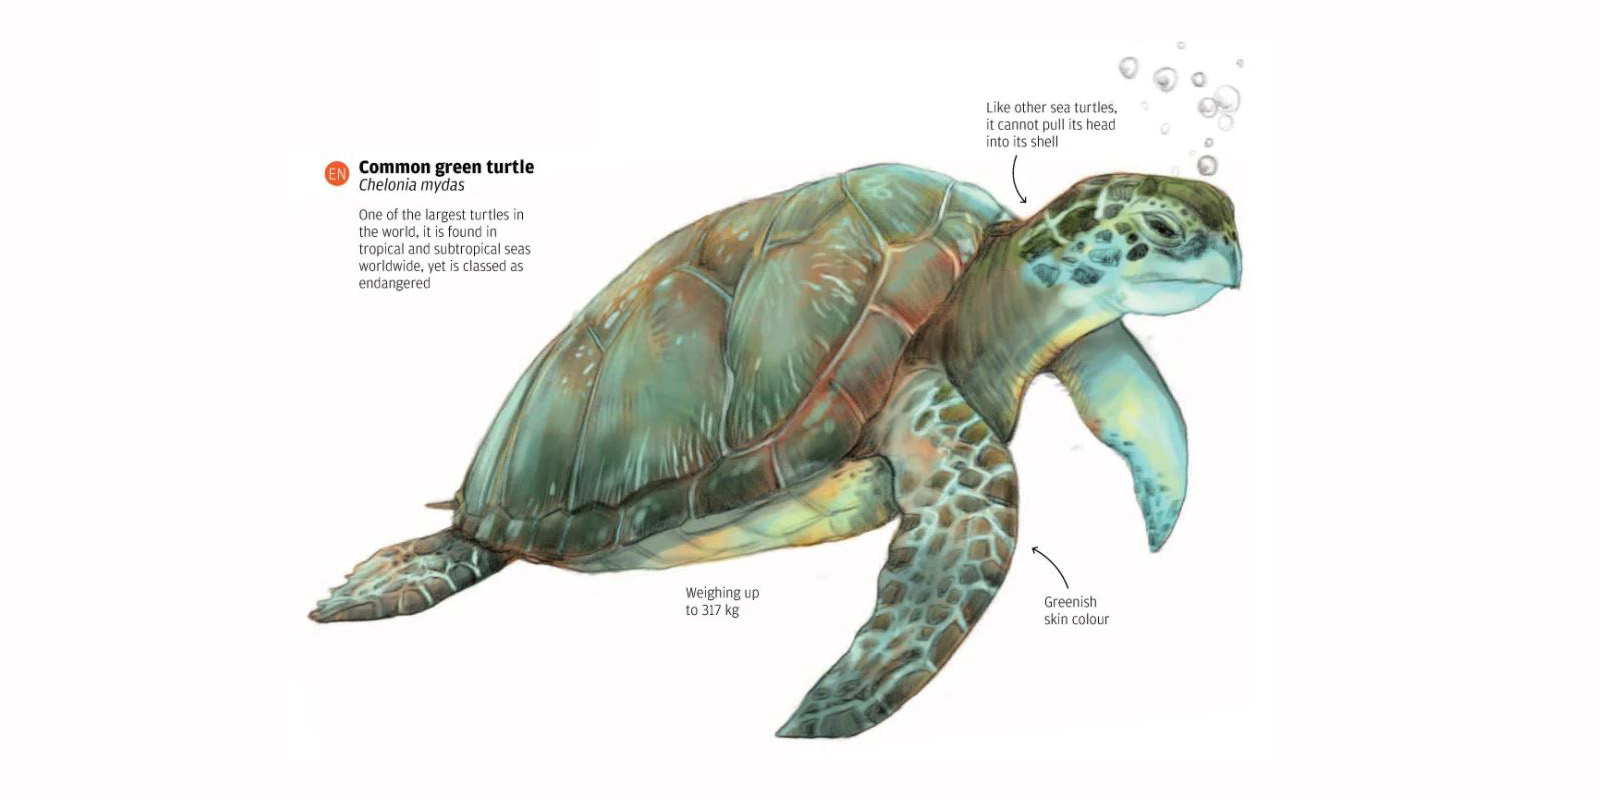 EN
Common green turtle
Chelonia mydas
One of the largest turtles in
the world, it is found in
tropical and subtropical seas
worldwide, yet is classed as
endangered
Like other sea turtles,
it cannot pull its head
into its shell
Weighing up
to 317 kg
Greenish
skin colour